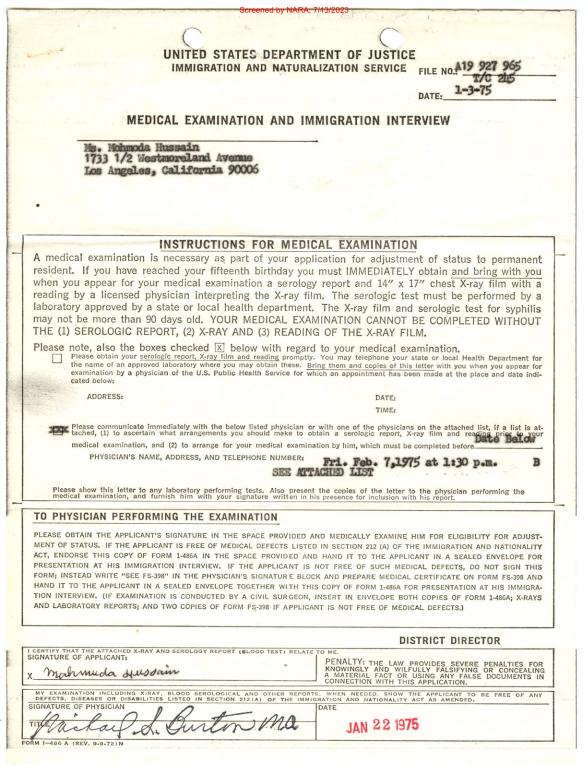 Screened by NARA, 7/13/2023
UNITED STATES DEPARTMENT OF JUSTICE
IMMIGRATION AND NATURALIZATION SERVICE
FILE NO. A19 927 965
T/C 245
DATE: 1-3-75
MEDICAL EXAMINATION AND IMMIGRATION INTERVIEW
Ms. Mohmoda Hussain
1733 1/2 Westmoreland Avenue
Los Angeles, California 90006
INSTRUCTIONS FOR MEDICAL EXAMINATION
A medical examination is necessary as part of your application for adjustment of status to permanent
resident. If you have reached your fifteenth birthday you must IMMEDIATELY obtain and bring with you
when you appear for your medical examination a serology report and 14" x 17" chest X-ray film with a
reading by a licensed physician interpreting the X-ray film. The serologic test must be performed by a
laboratory approved by a state or local health department. The X-ray film and serologic test for syphilis
may not be more than 90 days old. YOUR MEDICAL EXAMINATION CANNOT BE COMPLETED WITHOUT
THE (1) SEROLOGIC REPORT, (2) X-RAY AND (3) READING OF THE X-RAY FILM.
Please note, also the boxes checked X below with regard to your medical examination.
Please obtain your serologic report, X-ray film and reading promptly. You may telephone your state or local Health Department for
the name of an approved laboratory where you may obtain these. Bring them and copies of this letter with you when you appear for
examination by a physician of the U.S. Public Health Service for which an appointment has been made at the place and date indi-
cated below:
ADDRESS:
DATE:
TIME:
Please communicate immediately with the below listed physician or with one of the physicians on the attached list, if a list is at-
tached, (1) to ascertain what arrangements you should make to obtain a serologic report, X-ray film and reading prior to your
medical examination, and (2) to arrange for your medical examination by him, which must be completed before Date Below
PHYSICIAN'S NAME, ADDRESS, AND TELEPHONE NUMBER: Fri. Feb. 7,1975 at 1:30 p.m. B
SEE ATTACHED LIST
Please show this letter to any laboratory performing tests. Also present the copies of the letter to the physician performing the
medical examination, and furnish him with your signature written in his presence for inclusion with his report.
TO PHYSICIAN PERFORMING THE EXAMINATION
PLEASE OBTAIN THE APPLICANT'S SIGNATURE IN THE SPACE PROVIDED AND MEDICALLY EXAMINE HIM FOR ELIGIBILITY FOR ADJUST-
MENT OF STATUS. IF THE APPLICANT IS FREE OF MEDICAL DEFECTS LISTED IN SECTION 212 (A) OF THE IMMIGRATION AND NATIONALITY
ACT, ENDORSE THIS COPY OF FORM 1-486A IN THE SPACE PROVIDED AND HAND IT TO THE APPLICANT IN A SEALED ENVELOPE FOR
PRESENTATION AT HIS IMMIGRATION INTERVIEW. IF THE APPLICANT IS NOT FREE OF SUCH MEDICAL DEFECTS, DO NOT SIGN THIS
FORM; INSTEAD WRITE "SEE FS-398" IN THE PHYSICIAN'S SIGNATURE BLOCK AND PREPARE MEDICAL CERTIFICATE ON FORM FS-398 AND
HAND IT TO THE APPLICANT IN A SEALED ENVELOPE TOGETHER WITH THIS COPY OF FORM 1-486A FOR PRESENTATION AT HIS IMMIGRA-
TION INTERVIEW. (IF EXAMINATION IS CONDUCTED BY A CIVIL SURGEON, INSERT IN ENVELOPE BOTH COPIES OF FORM 1-486A; X-RAYS
AND LABORATORY REPORTS; AND TWO COPIES OF FORM FS-398 IF APPLICANT IS NOT FREE OF MEDICAL DEFECTS.)
DISTRICT DIRECTOR
I CERTIFY THAT THE ATTACHED X-RAY AND SEROLOGY REPORT (BLOOD TEST) RELATE TO ME.
SIGNATURE OF APPLICANT:
X Mahmuda Hussain
PENALTY: THE LAW PROVIDES SEVERE PENALTIES FOR
KNOWINGLY AND WILFULLY FALSIFYING OR CONCEALING
A MATERIAL FACT OR USING ANY FALSE DOCUMENTS IN
CONNECTION WITH THIS APPLICATION.
MY EXAMINATION INCLUDING X-RAY, BLOOD SEROLOGICAL AND OTHER REPORTS, WHEN NEEDED, SHOW THE APPLICANT TO BE FREE OF ANY
DEFECTS, DISEASES OR DISABILITIES LISTED IN SECTION 212(A) OF THE IMMIGRATION AND NATIONALITY ACT AS AMENDED.
SIGNATURE OF PHYSICIAN
DATE
TITLE Michael S. Burton MD
JAN 22 1975
FORM I-486 A (REV. 9-8-72)N